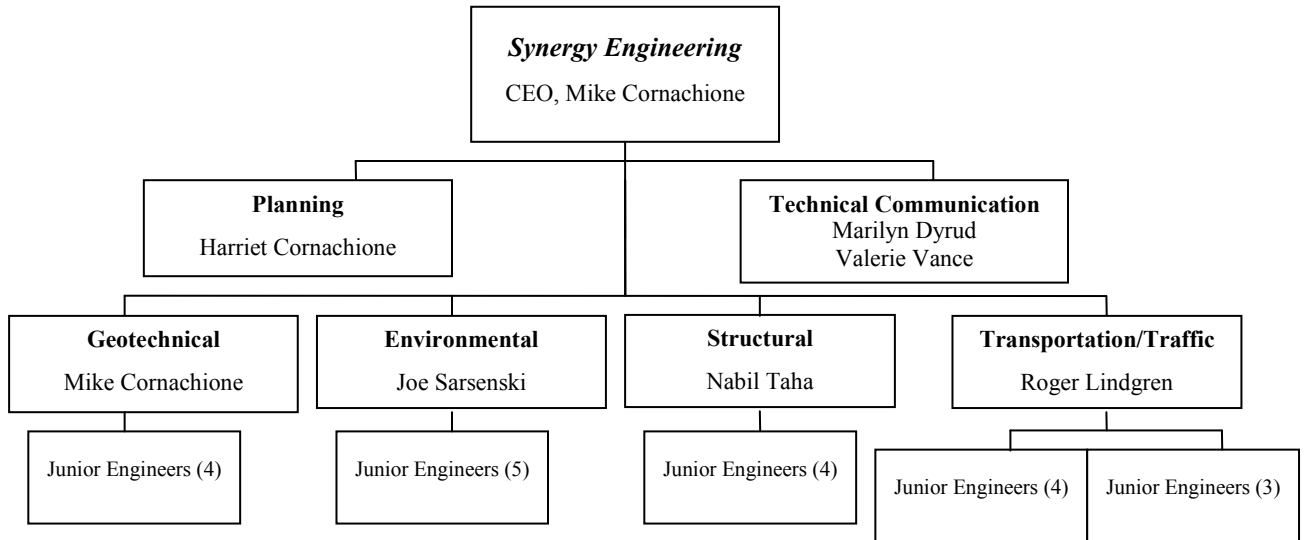 Synergy Engineering
CEO, Mike Cornachione
Planning
Harriet Cornachione
Technical Communication
Marilyn Dyrud
Valerie Vance
Geotechnical
Mike Cornachione
Environmental
Joe Sarsenski
Structural
Nabil Taha
Transportation/Traffic
Roger Lindgren
Junior Engineers (4)
Junior Engineers (5)
Junior Engineers (4)
Junior Engineers (4)
Junior Engineers (3)